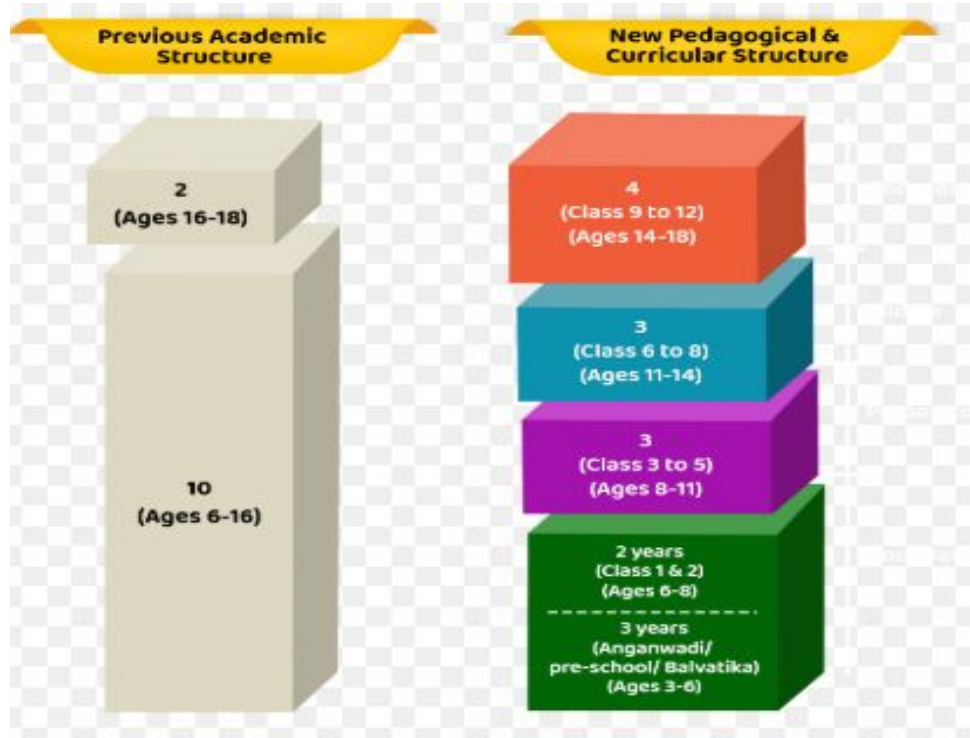 Previous Academic
Structure
2
(Ages 16-18)
10
(Ages 6-16)
New Pedagogical &
Curricular Structure
4
(Class 9 to 12)
(Ages 14-18)
3
(Class 6 to 8)
(Ages 11-14)
3
(Class 3 to 5)
(Ages 8-11)
2 years
(Class 1 & 2)
(Ages 6-8)
3 years
(Anganwadi/
pre-school/ Balvatika)
(Ages 3-6)